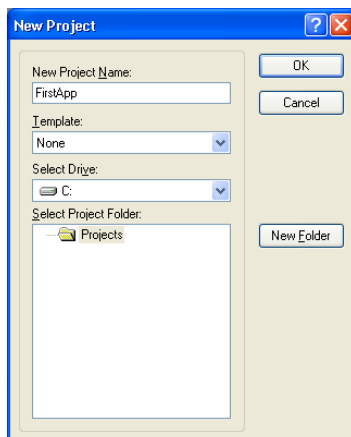 New Project
New Project Name:
OK
FirstApp
Cancel
Template:
None
Select Drive:
C:
Select Project Folder:
Projects
New Folder